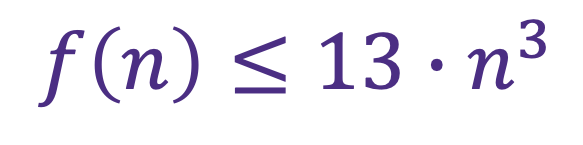 f(n) ≤ 13 · n³